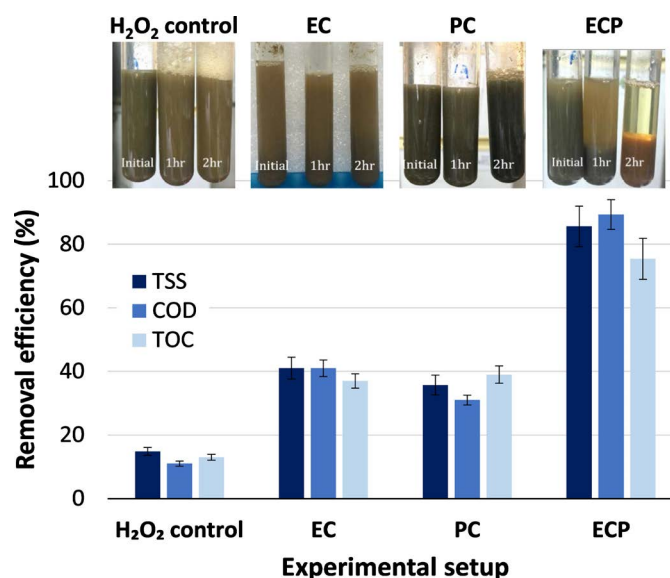 H₂O₂ control EC PC ECP
Initial 1hr 2hr Initial 1hr 2hr Initial 1hr 2hr Initial 1hr 2hr
100
80
60
40
20
0
Removal efficiency (%)
TSS
COD
TOC
H₂O₂ control EC PC ECP
Experimental setup